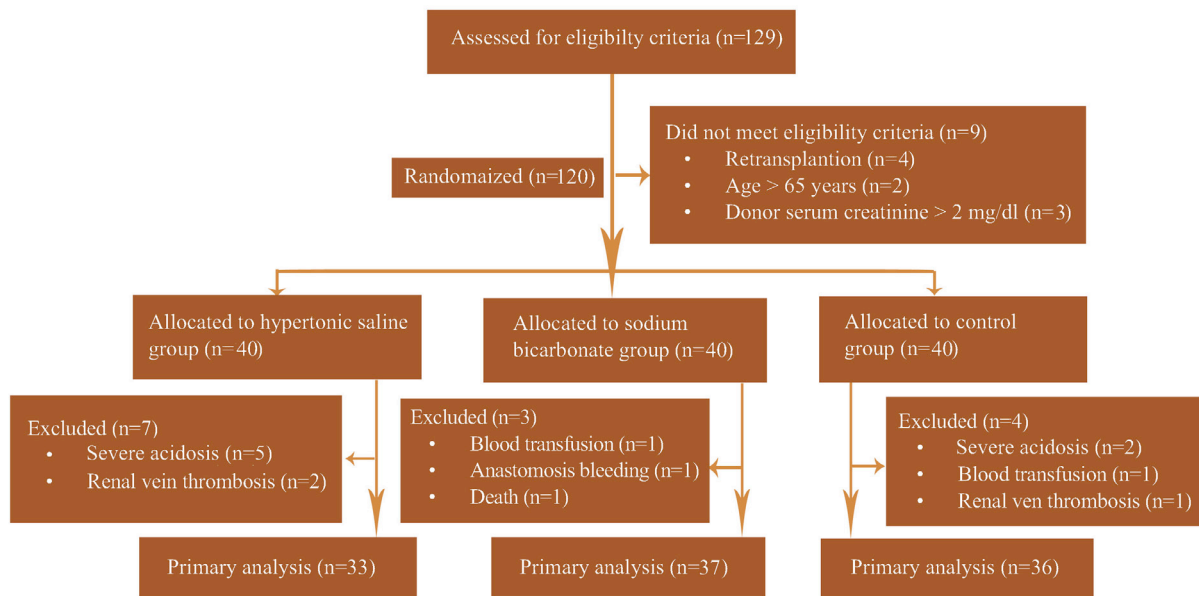 Assessed for eligibilty criteria (n=129)
Did not meet eligibility criteria (n=9)
• Retransplantion (n=4)
• Age > 65 years (n=2)
• Donor serum creatinine > 2 mg/dl (n=3)
Randomaized (n=120)
Allocated to hypertonic saline
group (n=40)
Allocated to sodium
bicarbonate group (n=40)
Allocated to control
group (n=40)
Excluded (n=7)
• Severe acidosis (n=5)
• Renal vein thrombosis (n=2)
Excluded (n=3)
• Blood transfusion (n=1)
• Anastomosis bleeding (n=1)
• Death (n=1)
Excluded (n=4)
• Severe acidosis (n=2)
• Blood transfusion (n=1)
• Renal ven thrombosis (n=1)
Primary analysis (n=33)
Primary analysis (n=37)
Primary analysis (n=36)